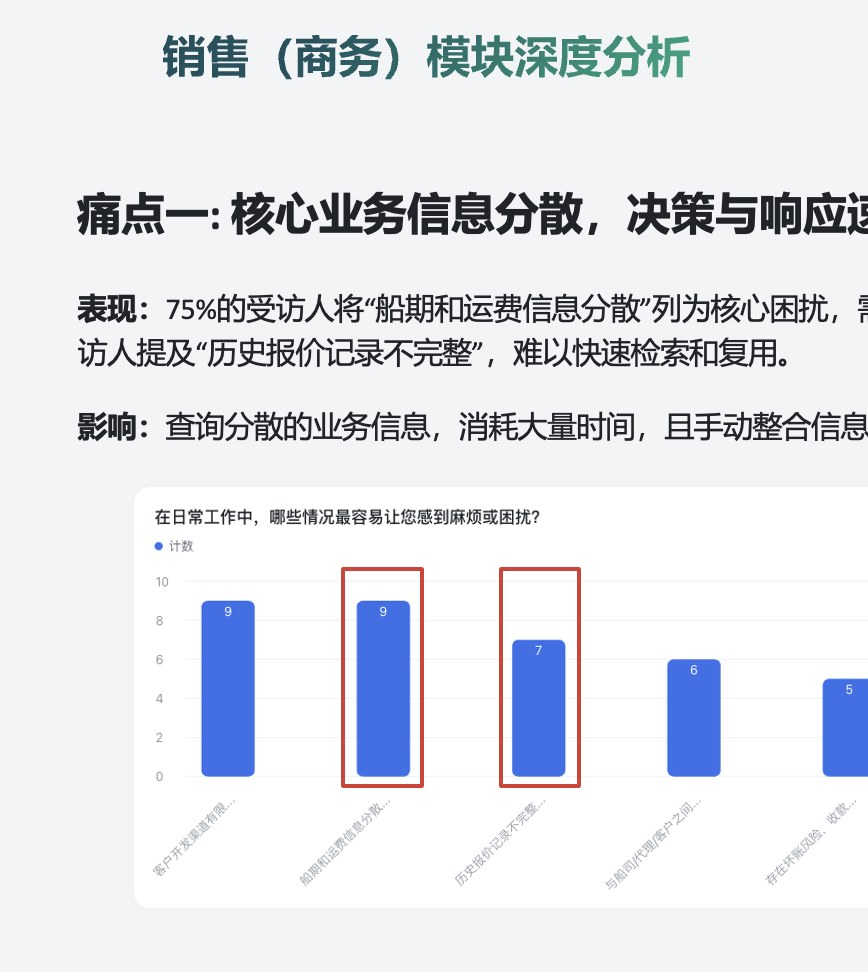 销售（商务）模块深度分析
痛点一: 核心业务信息分散，决策与响应速
表现：75%的受访人将“船期和运费信息分散”列为核心困扰，需
访人提及“历史报价记录不完整”，难以快速检索和复用。
影响：查询分散的业务信息，消耗大量时间，且手动整合信息
在日常工作中，哪些情况最容易让您感到麻烦或困扰?
计数
10
8
6
4
2
0
9
9
7
6
5
客户开发渠道有限...
船期和运费信息分散...
历史报价记录不完整...
与船司/代理/客户之间...
存在坏账风险、收款...